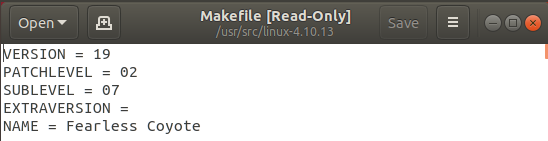 Open
Makefile [Read-Only]
/usr/src/linux-4.10.13
Save
VERSION = 19
PATCHLEVEL = 02
SUBLEVEL = 07
EXTRAVERSION =
NAME = Fearless Coyote